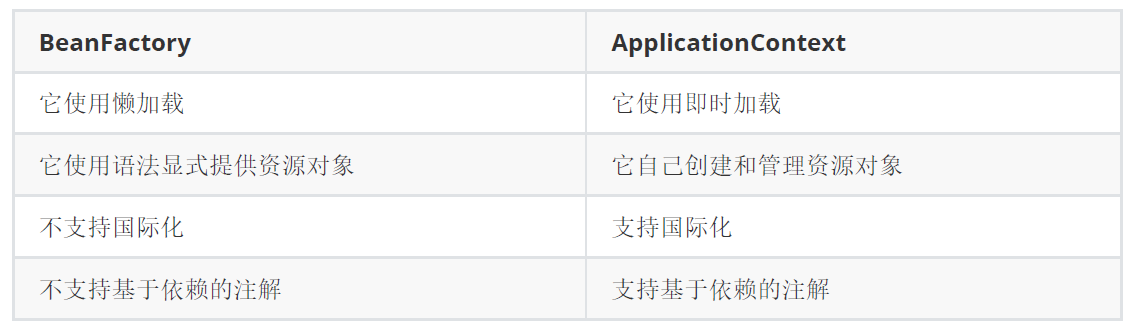 BeanFactory ApplicationContext
它使用懒加载 它使用即时加载
它使用语法显式提供资源对象 它自己创建和管理资源对象
不支持国际化 支持国际化
不支持基于依赖的注解 支持基于依赖的注解